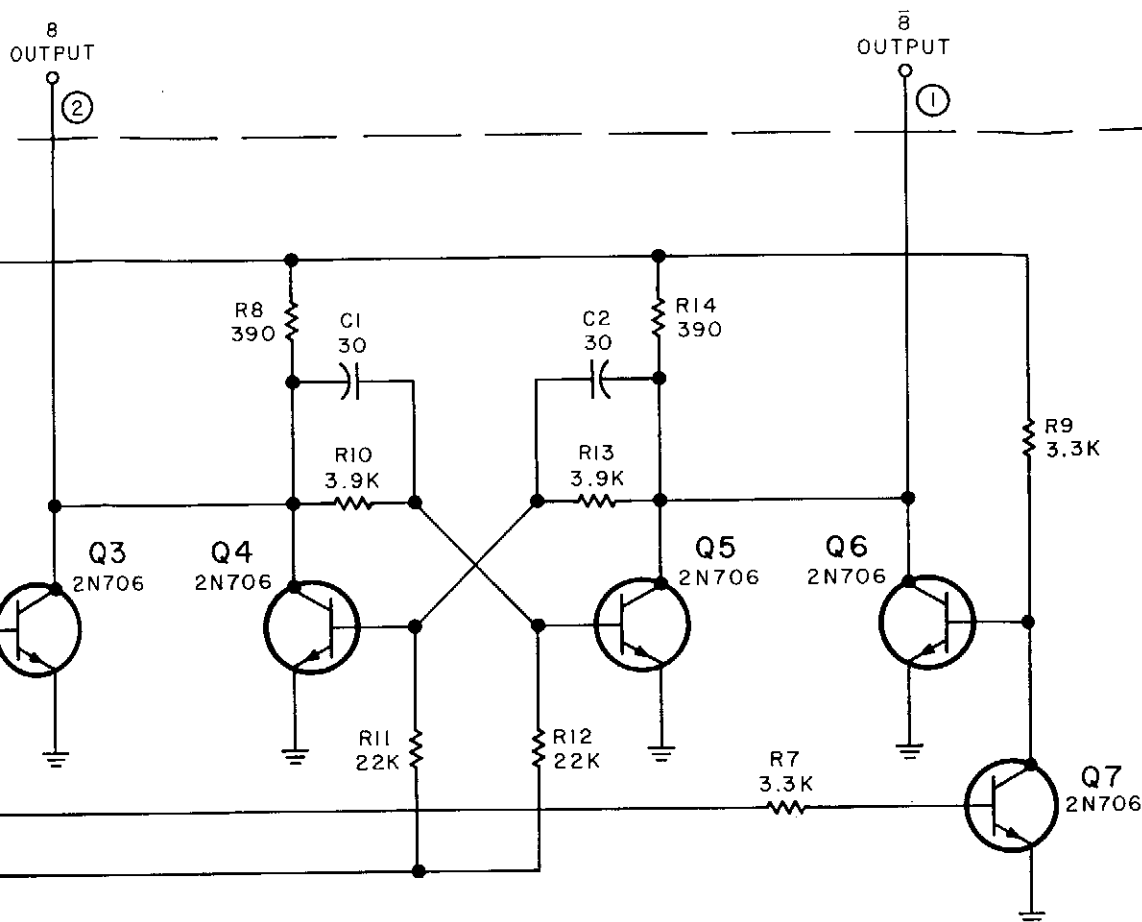 8
OUTPUT
②
8̄
OUTPUT
①
R8
390
C1
30
C2
30
R14
390
R10
3.9K
R13
3.9K
R9
3.3K
Q3
2N706
Q4
2N706
Q5
2N706
Q6
2N706
R11
22K
R12
22K
R7
3.3K
Q7
2N706